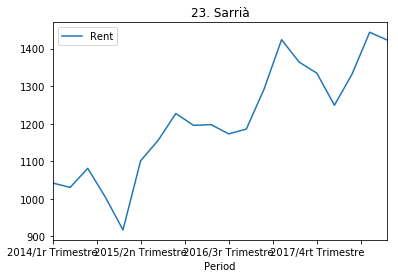 23. Sarrià
Rent
1400
1300
1200
1100
1000
900
2014/1r Trimestre
2015/2n Trimestre
2016/3r Trimestre
2017/4rt Trimestre
Period